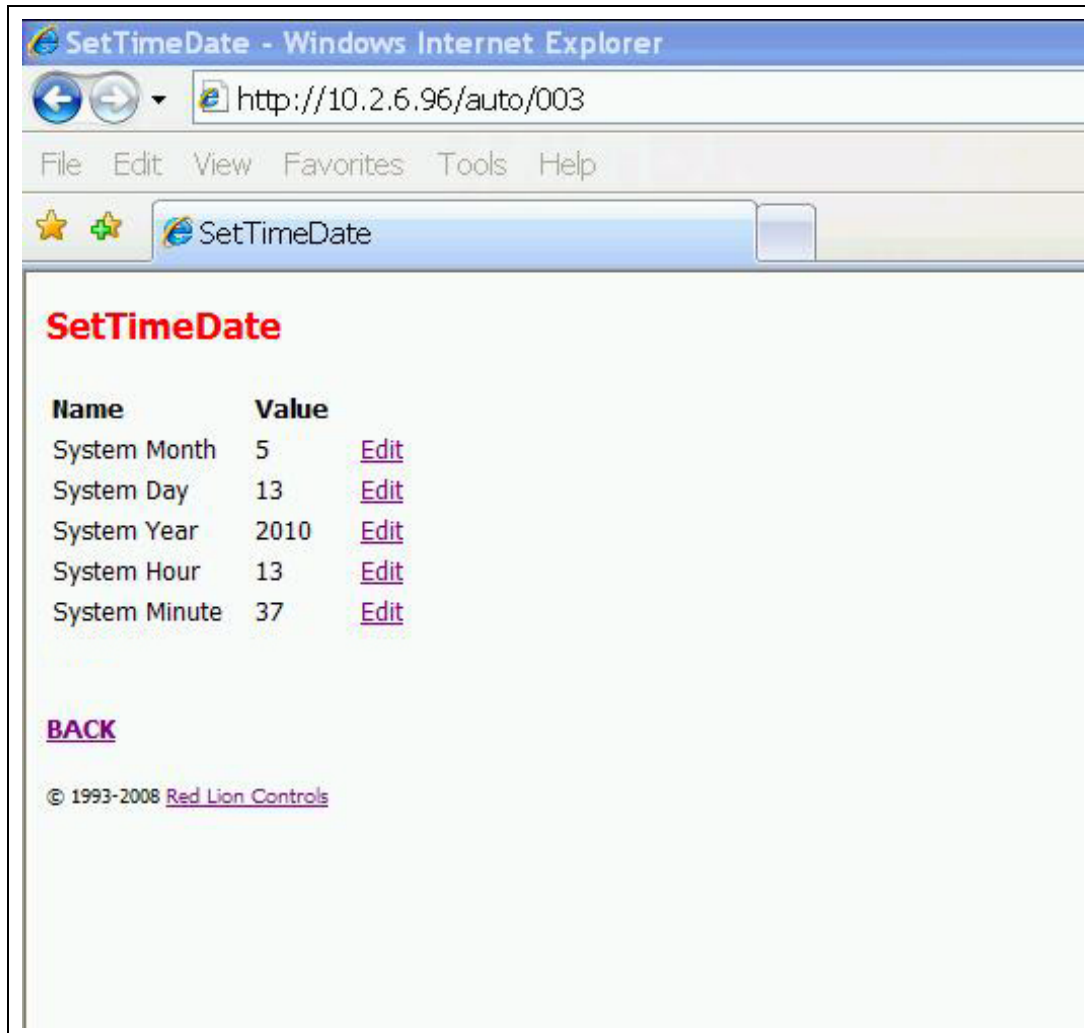 SetTimeDate - Windows Internet Explorer
http://10.2.6.96/auto/003
File Edit View Favorites Tools Help
SetTimeDate
SetTimeDate
Name Value
System Month 5 Edit
System Day 13 Edit
System Year 2010 Edit
System Hour 13 Edit
System Minute 37 Edit
BACK
© 1993-2008 Red Lion Controls